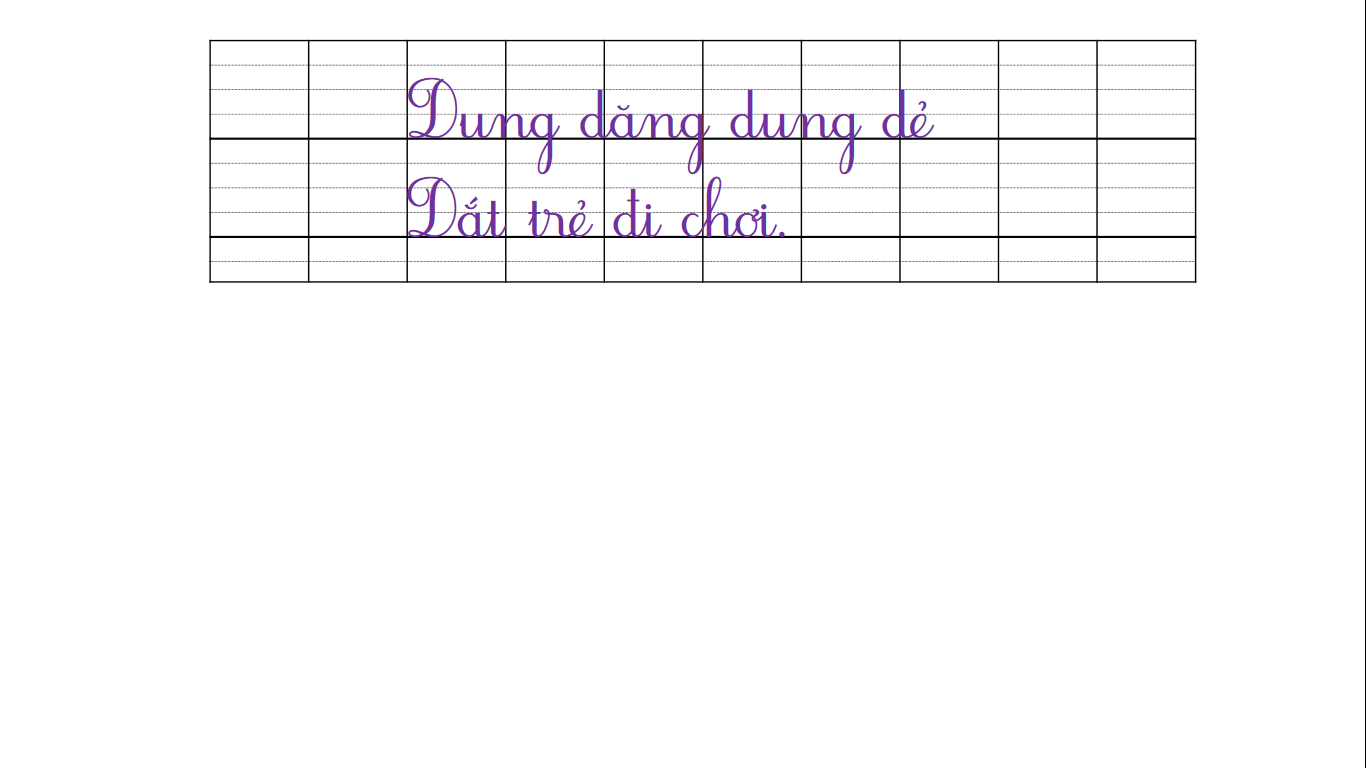 Dung dăng dung dẻ
Dắt trẻ đi chơi.